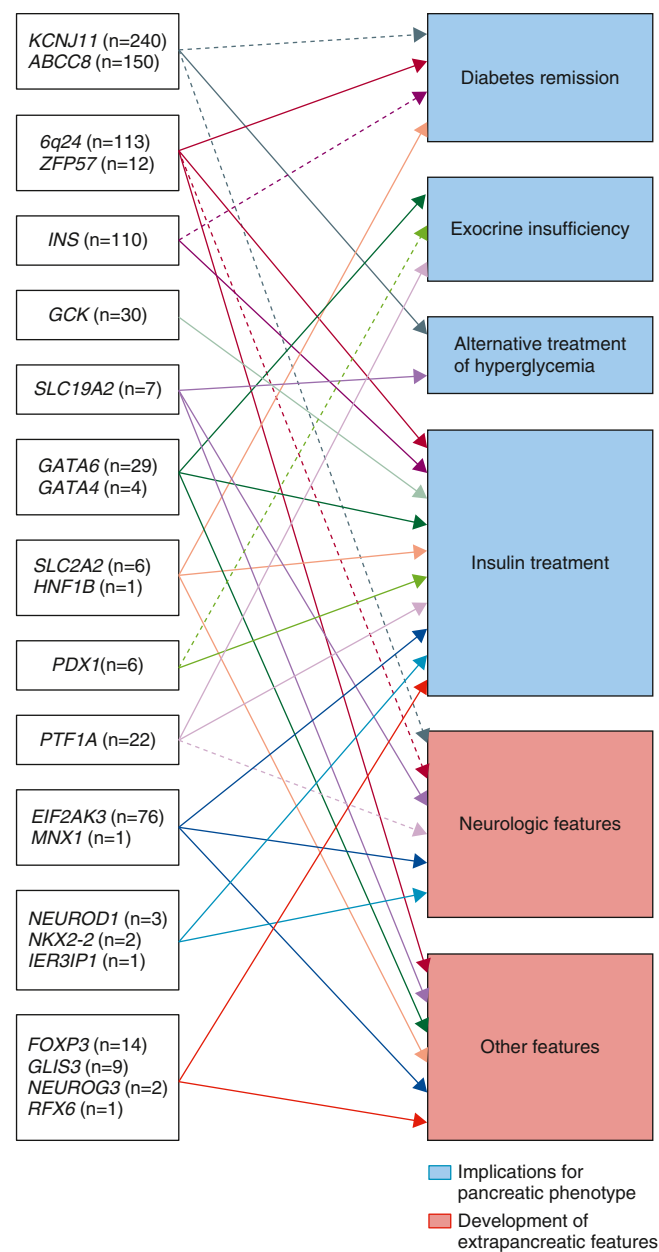 KCNJ11 (n=240)
ABCC8 (n=150)
6q24 (n=113)
ZFP57 (n=12)
INS (n=110)
GCK (n=30)
SLC19A2 (n=7)
GATA6 (n=29)
GATA4 (n=4)
SLC2A2 (n=6)
HNF1B (n=1)
PDX1(n=6)
PTF1A (n=22)
EIF2AK3 (n=76)
MNX1 (n=1)
NEUROD1 (n=3)
NKX2-2 (n=2)
IER3IP1 (n=1)
FOXP3 (n=14)
GLIS3 (n=9)
NEUROG3 (n=2)
RFX6 (n=1)
Diabetes remission
Exocrine insufficiency
Alternative treatment
of hyperglycemia
Insulin treatment
Neurologic features
Other features
Implications for
pancreatic phenotype
Development of
extrapancreatic features